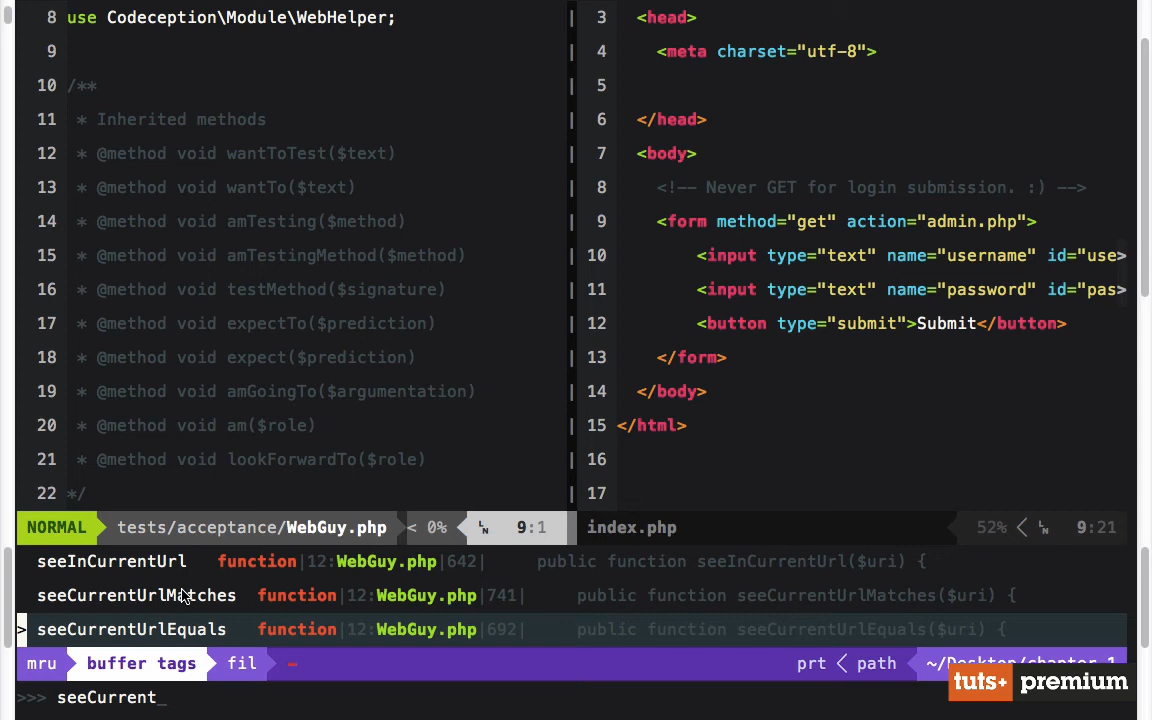 8 use Codeception\Module\WebHelper;
9
10 /**
11 * Inherited methods
12 * @method void wantToTest($text)
13 * @method void wantTo($text)
14 * @method void amTesting($method)
15 * @method void amTestingMethod($method)
16 * @method void testMethod($signature)
17 * @method void expectTo($prediction)
18 * @method void expect($prediction)
19 * @method void amGoingTo($argumentation)
20 * @method void am($role)
21 * @method void lookForwardTo($role)
22 */
NORMAL tests/acceptance/WebGuy.php < 0% 9:1
3 <head>
4 <meta charset="utf-8">
5
6 </head>
7 <body>
8 <!-- Never GET for login submission. :) -->
9 <form method="get" action="admin.php">
10 <input type="text" name="username" id="use>
11 <input type="text" name="password" id="pas>
12 <button type="submit">Submit</button>
13 </form>
14 </body>
15 </html>
16
17
index.php 52% 9:21
seeInCurrentUrl function|12:WebGuy.php|642| public function seeInCurrentUrl($uri) {
seeCurrentUrlMatches function|12:WebGuy.php|741| public function seeCurrentUrlMatches($uri) {
> seeCurrentUrlEquals function|12:WebGuy.php|692| public function seeCurrentUrlEquals($uri) {
mru buffer tags fil - prt path ~/Desktop/chapter-1
>>> seeCurrent_
tuts+ premium